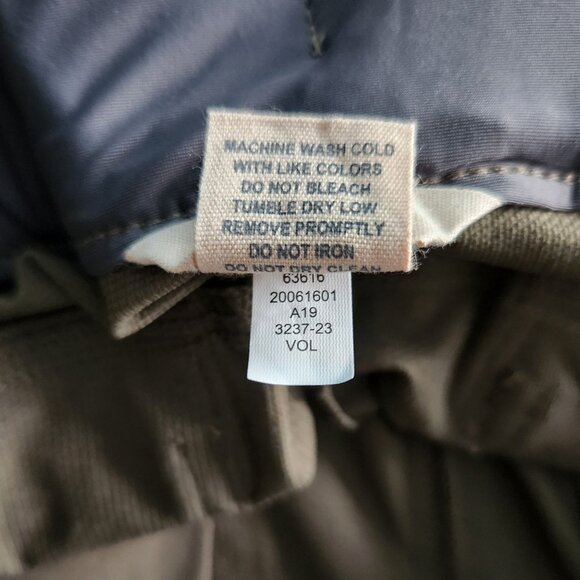 MACHINE WASH COLD
WITH LIKE COLORS
DO NOT BLEACH
TUMBLE DRY LOW
REMOVE PROMPTLY
DO NOT IRON
DO NOT DRY CLEAN
63616
20061601
A19
3237-23
VOL